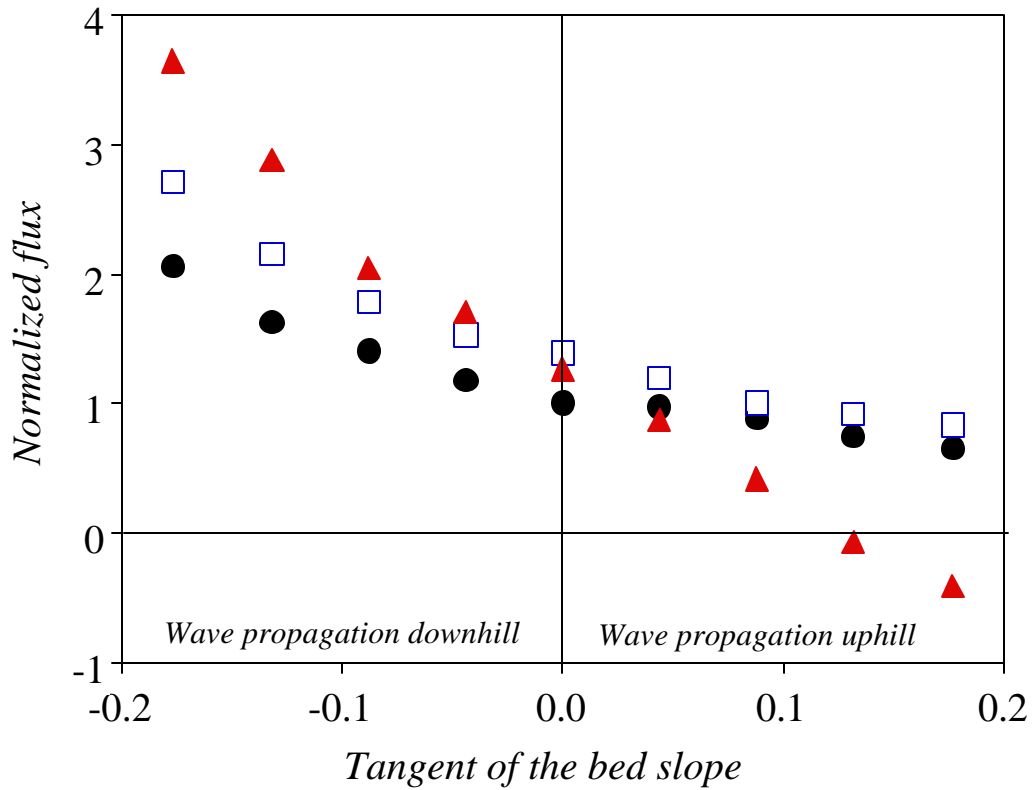 4
3
2
1
0
-1
Normalized flux
Wave propagation downhill
Wave propagation uphill
-0.2
-0.1
0.0
0.1
0.2
Tangent of the bed slope